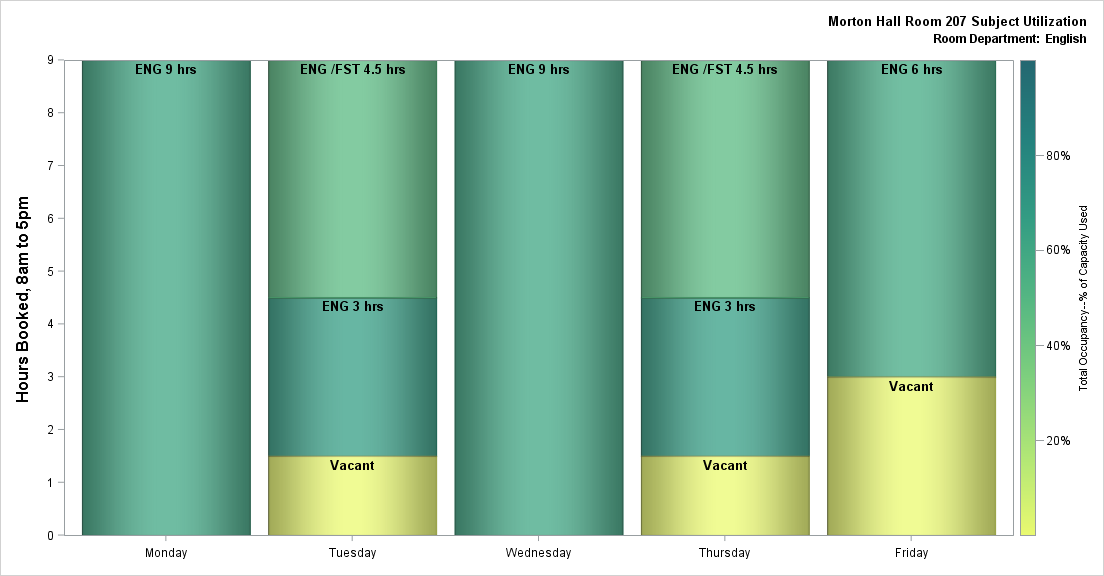 Morton Hall Room 207 Subject Utilization
Room Department: English
Hours Booked, 8am to 5pm
9
8
7
6
5
4
3
2
1
0
ENG 9 hrs
ENG /FST 4.5 hrs
ENG 9 hrs
ENG /FST 4.5 hrs
ENG 6 hrs
ENG 3 hrs
ENG 3 hrs
Vacant
Vacant
Vacant
Monday
Tuesday
Wednesday
Thursday
Friday
80%
60%
40%
20%
Total Occupancy--% of Capacity Used